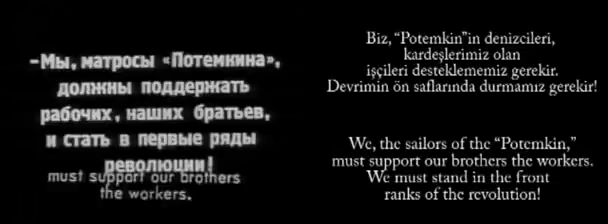 –Мы, матросы «Потемкина»,
должны поддержать
рабочих, наших братьев,
и стать в первые ряды
революции!
must support our brothers
the workers.
Biz, “Potemkin”in denizcileri,
kardeşlerimiz olan
işçileri desteklememiz gerekir.
Devrimin ön saflarında durmamız gerekir!
We, the sailors of the “Potemkin,”
must support our brothers the workers.
We must stand in the front
ranks of the revolution!